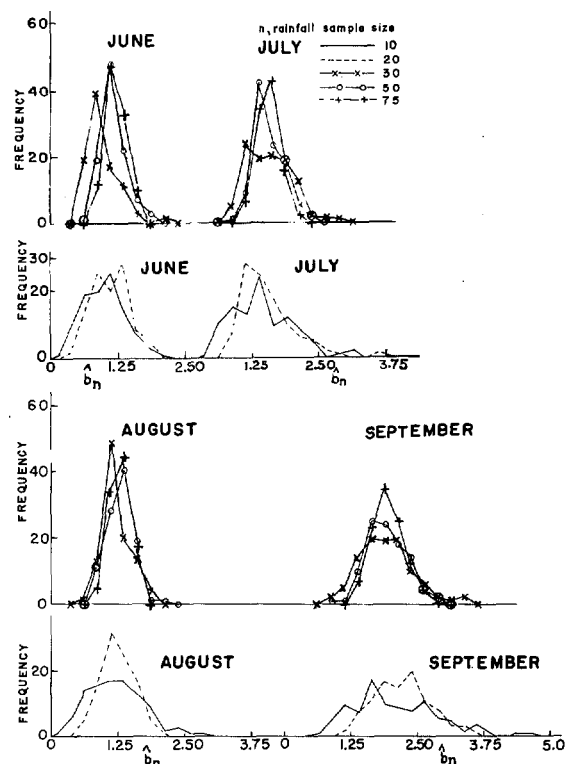 n, rainfall sample size
60 JUNE JULY
10
20
40 30
50
75
FREQUENCY
20
0
30 JUNE JULY
FREQUENCY
20
0
0 1.25 2.50 1.25 2.50 3.75
b̂n b̂n
60 AUGUST SEPTEMBER
FREQUENCY
40
20
0
AUGUST SEPTEMBER
FREQUENCY
20
0
0 1.25 3.75 0 1.25 2.50 3.75 5.0
b̂n b̂n